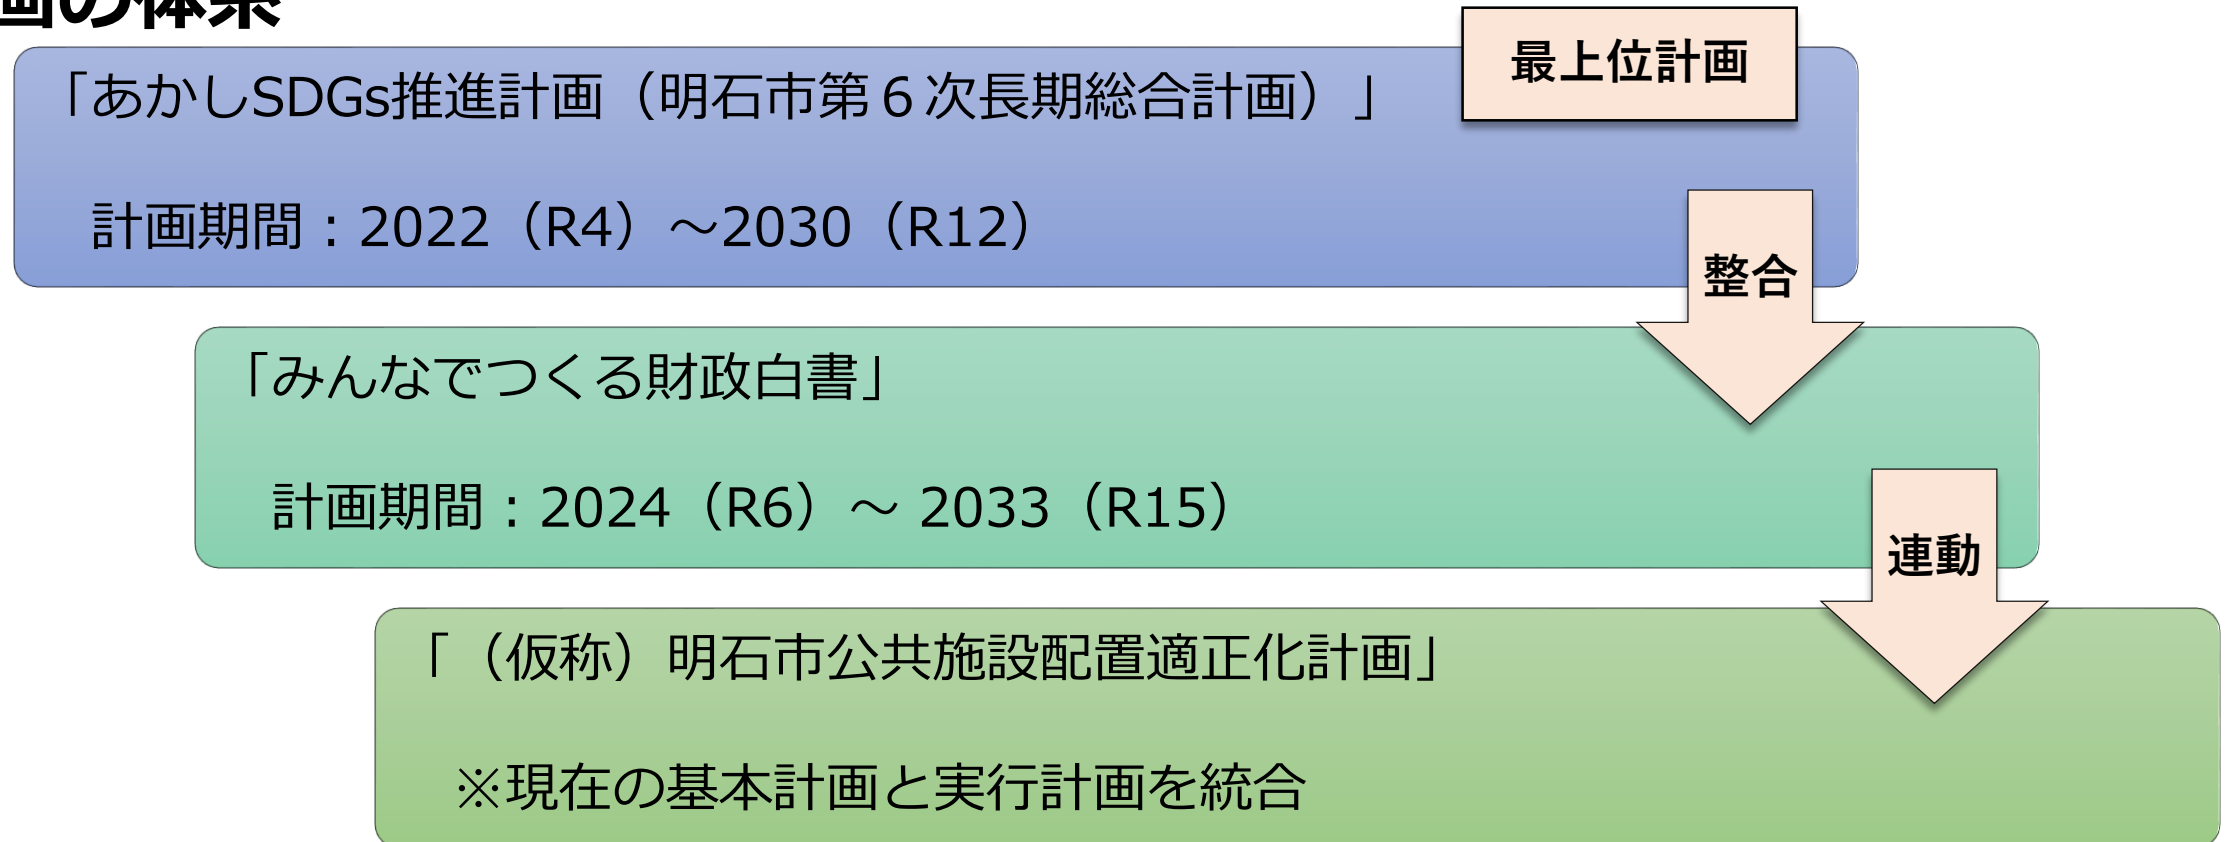 画の体系
最上位計画
「あかしSDGs推進計画（明石市第６次長期総合計画）」
計画期間：2022（R4）～2030（R12）
整合
「みんなでつくる財政白書」
計画期間：2024（R6）～ 2033（R15）
連動
「（仮称）明石市公共施設配置適正化計画」
※現在の基本計画と実行計画を統合